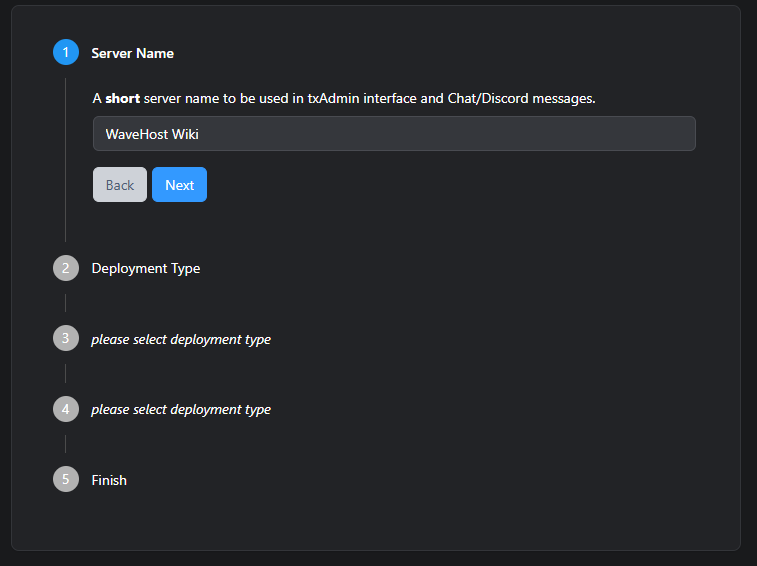 1 Server Name
A short server name to be used in txAdmin interface and Chat/Discord messages.
WaveHost Wiki
Back Next
2 Deployment Type
3 please select deployment type
4 please select deployment type
5 Finish